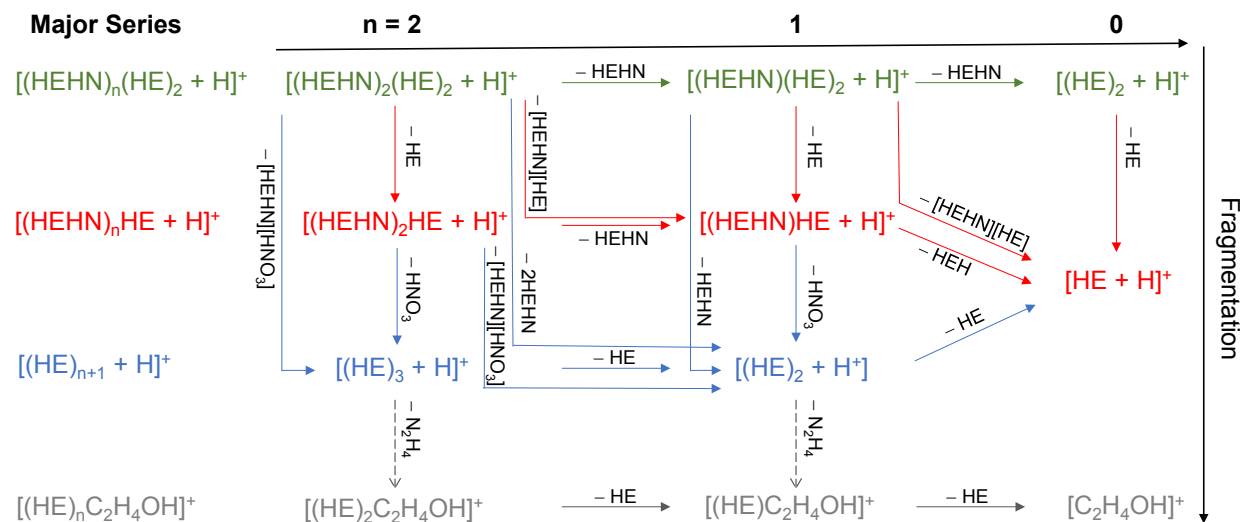 Major Series n = 2 1 0
[(HEHN)ₙ(HE)₂ + H]⁺ [(HEHN)₂(HE)₂ + H]⁺ – HEHN [(HEHN)(HE)₂ + H]⁺ – HEHN [(HE)₂ + H]⁺
– [HEHN][HNO₃] – HE – [HEHN][HE] – HE – HE
[(HEHN)ₙHE + H]⁺ [(HEHN)₂HE + H]⁺ – HEHN [(HEHN)HE + H]⁺ – [HEHN][HE]
– HEH [HE + H]⁺
– HNO₃ – [HEHN][HNO₃] – 2HEHN – HEHN – HNO₃ – HE
[(HE)ₙ₊₁ + H]⁺ [(HE)₃ + H]⁺ – HE [(HE)₂ + H⁺]
– N₂H₄ – N₂H₄
[(HE)ₙC₂H₄OH]⁺ [(HE)₂C₂H₄OH]⁺ – HE [(HE)C₂H₄OH]⁺ – HE [C₂H₄OH]⁺
Fragmentation